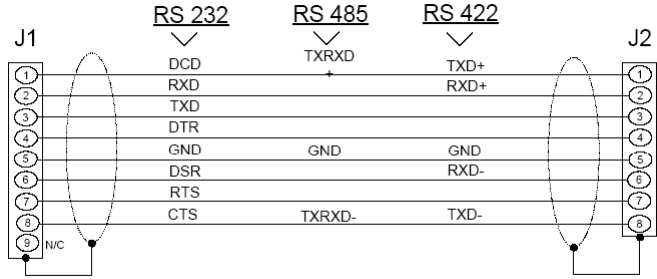 RS 232 RS 485 RS 422
J1 J2
TXRXD
DCD + TXD+
1 1
RXD RXD+
2 2
TXD
3 3
DTR
4 4
GND GND GND
5 5
DSR RXD-
6 6
RTS
7 7
CTS TXRXD- TXD-
8 8
9 N/C